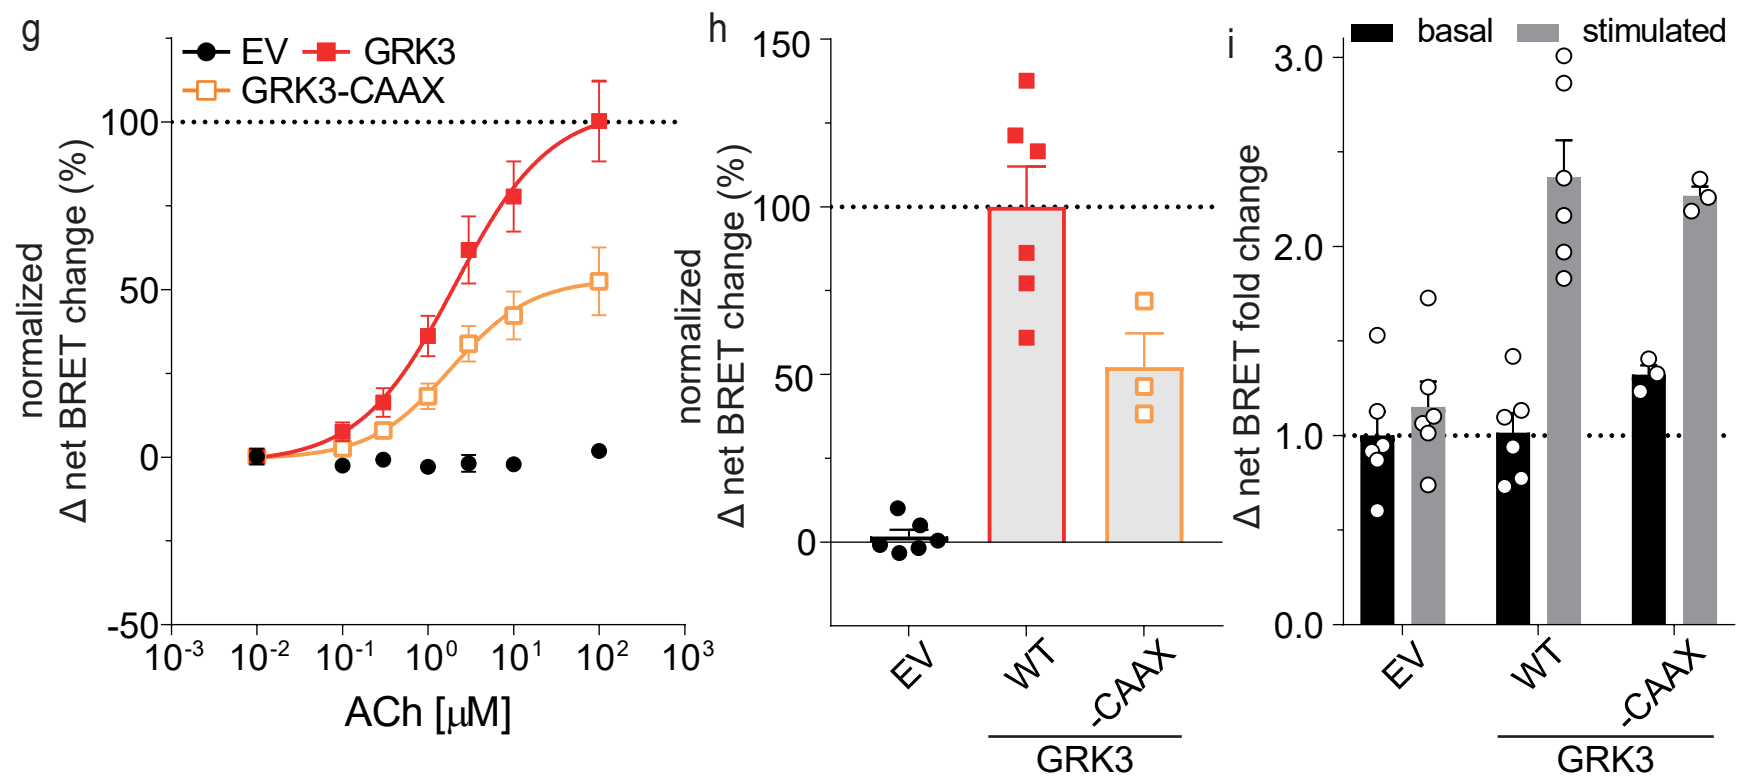 g
EV GRK3
GRK3-CAAX
normalized
Δ net BRET change (%)
100
50
0
-50
10-3 10-2 10-1 100 101 102 103
ACh [μM]
h
normalized
Δ net BRET change (%)
150
100
50
0
EV WT -CAAX
GRK3
i
basal stimulated
Δ net BRET fold change
3.0
2.0
1.0
0.0
EV WT -CAAX
GRK3